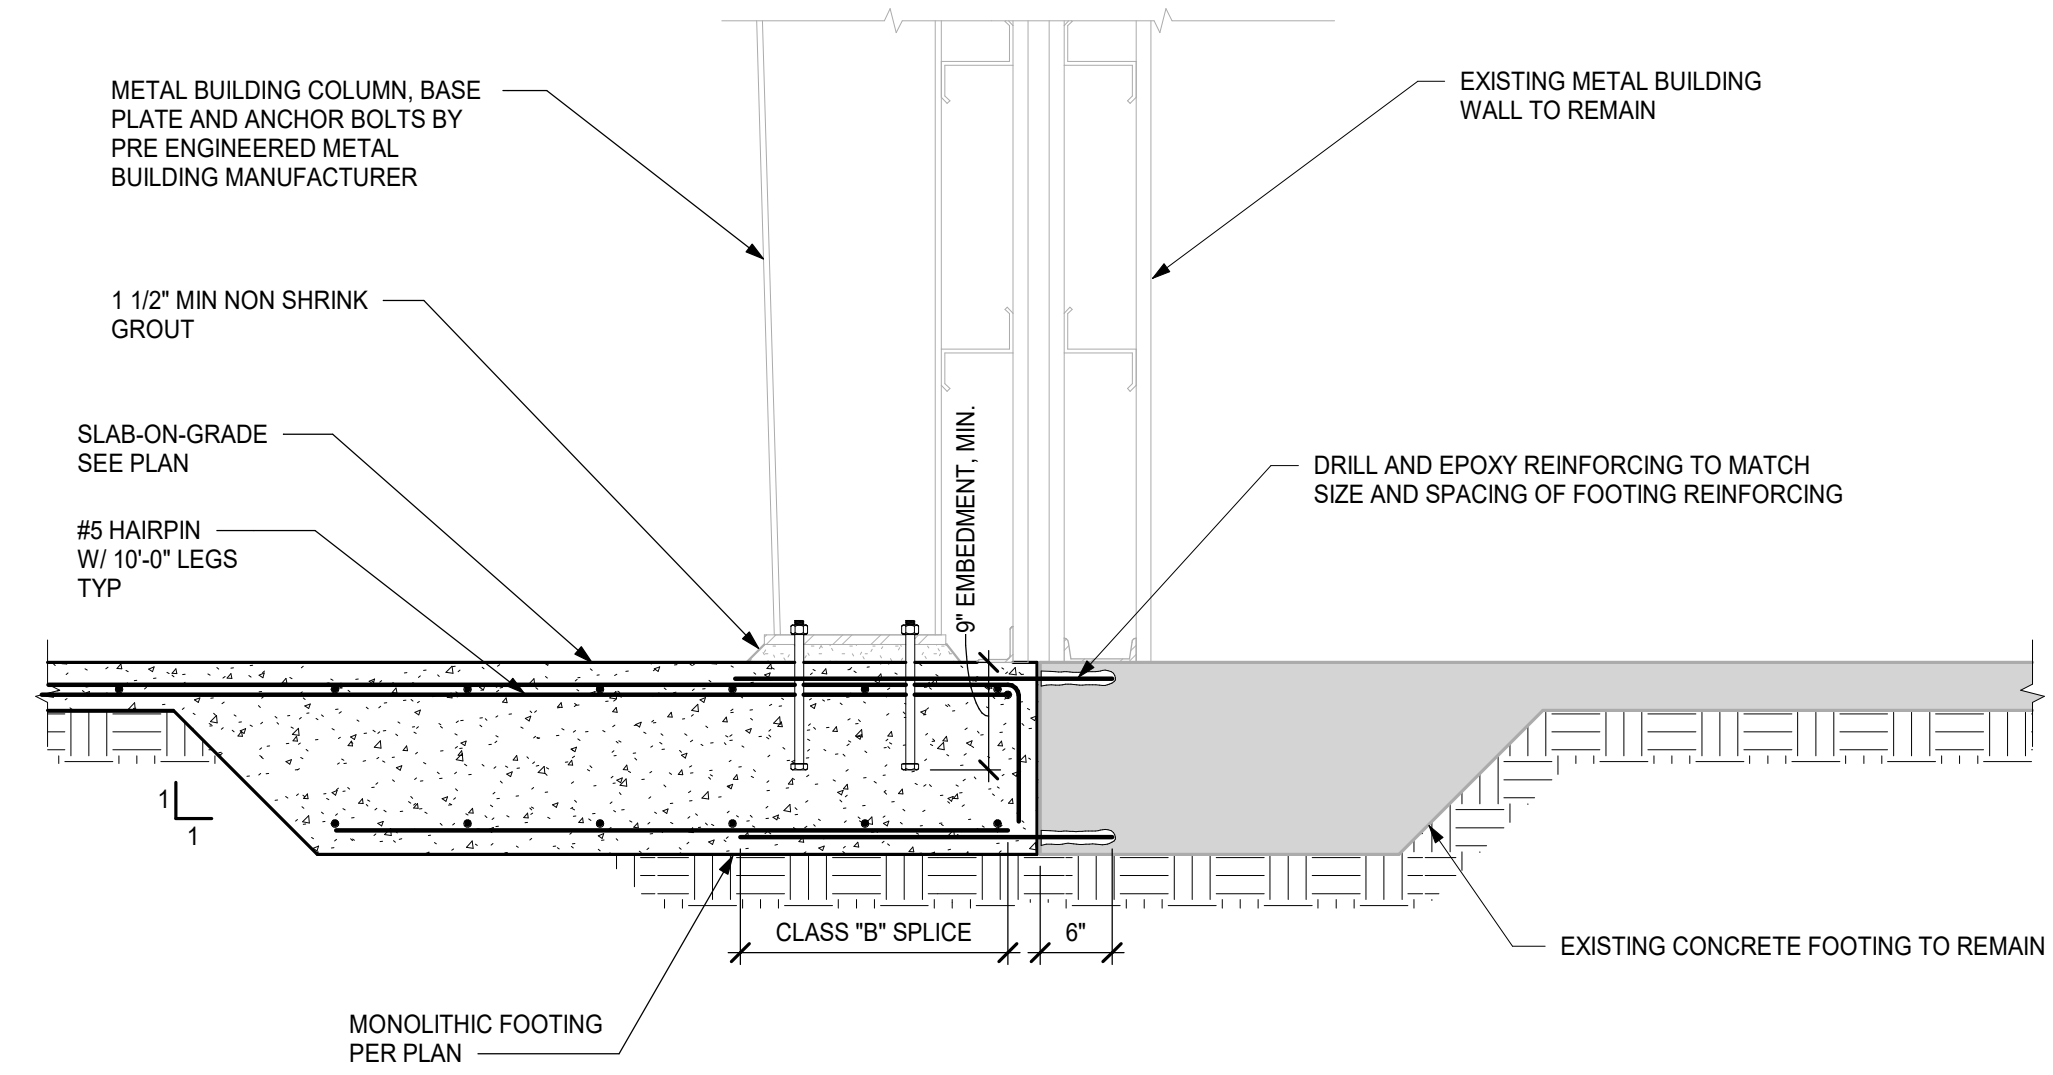 METAL BUILDING COLUMN, BASE
PLATE AND ANCHOR BOLTS BY
PRE ENGINEERED METAL
BUILDING MANUFACTURER
EXISTING METAL BUILDING
WALL TO REMAIN
1 1/2" MIN NON SHRINK
GROUT
SLAB-ON-GRADE
SEE PLAN
#5 HAIRPIN
W/ 10'-0" LEGS
TYP
9" EMBEDMENT, MIN.
DRILL AND EPOXY REINFORCING TO MATCH
SIZE AND SPACING OF FOOTING REINFORCING
1
1
CLASS "B" SPLICE
6"
EXISTING CONCRETE FOOTING TO REMAIN
MONOLITHIC FOOTING
PER PLAN